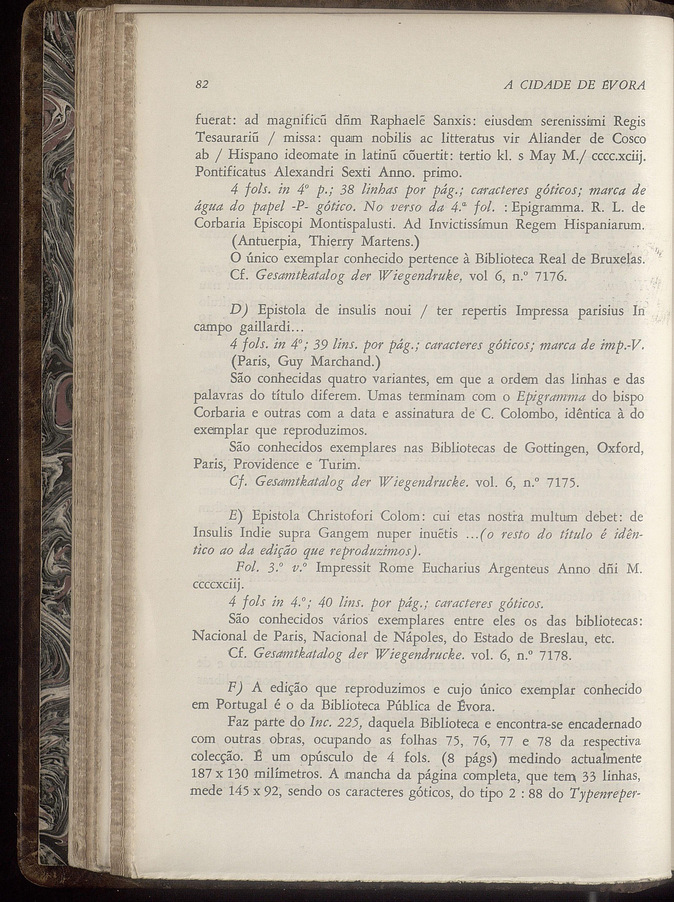 82 A CIDADE DE ÉVORA
fuerat: ad magnificũ dñm Raphaelẽ Sanxis: eiusdem serenissimi Regis
Tesaurariũ / missa: quam nobilis ac litteratus vir Aliander de Cosco
ab / Hispano ideomate in latinũ cõuertit: tertio kl. s May M./ cccc.xciij.
Pontificatus Alexandri Sexti Anno. primo.
4 fols. in 4º p.; 38 linhas por pág.; caracteres góticos; marca de
água do papel -P- gótico. No verso da 4.ª fol. : Epigramma. R. L. de
Corbaria Episcopi Montispalusti. Ad Invictissímun Regem Hispaniarum.
(Antuerpia, Thierry Martens.)
O único exemplar conhecido pertence à Biblioteca Real de Bruxelas.
Cf. Gesamtkatalog der Wiegendruke, vol 6, n.º 7176.
D) Epistola de insulis noui / ter repertis Impressa parisius In
campo gaillardi...
4 fols. in 4º; 39 lins. por pág.; caracteres góticos; marca de imp.-V.
(Paris, Guy Marchand.)
São conhecidas quatro variantes, em que a ordem das linhas e das
palavras do título diferem. Umas terminam com o Epigramma do bispo
Corbaria e outras com a data e assinatura de C. Colombo, idêntica à do
exemplar que reproduzimos.
São conhecidos exemplares nas Bibliotecas de Gottingen, Oxford,
Paris, Providence e Turim.
Cf. Gesamtkatalog der Wiegendrucke. vol. 6, n.º 7175.
E) Epistola Christofori Colom: cui etas nostra multum debet: de
Insulis Indie supra Gangem nuper inuẽtis ...(o resto do título é idên-
tico ao da edição que reproduzimos).
Fol. 3.º v.º Impressit Rome Eucharius Argenteus Anno dñi M.
ccccxciij.
4 fols in 4.º; 40 lins. por pág.; caracteres góticos.
São conhecidos vários exemplares entre eles os das bibliotecas:
Nacional de Paris, Nacional de Nápoles, do Estado de Breslau, etc.
Cf. Gesamtkatalog der Wiegendrucke. vol. 6, n.º 7178.
F) A edição que reproduzimos e cujo único exemplar conhecido
em Portugal é o da Biblioteca Pública de Évora.
Faz parte do Inc. 225, daquela Biblioteca e encontra-se encadernado
com outras obras, ocupando as folhas 75, 76, 77 e 78 da respectiva
colecção. É um opúsculo de 4 fols. (8 págs) medindo actualmente
187 x 130 milímetros. A mancha da página completa, que tem 33 linhas,
mede 145 x 92, sendo os caracteres góticos, do tipo 2 : 88 do Typenreper-